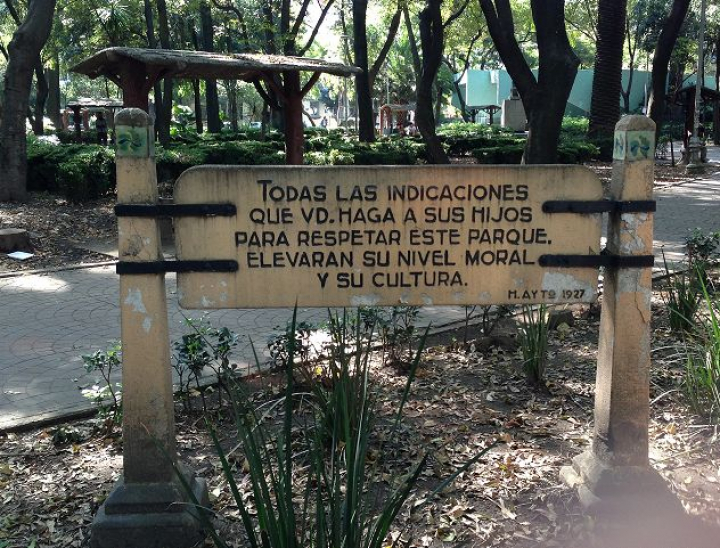 TODAS LAS INDICACIONES
QUE VD. HAGA A SUS HIJOS
PARA RESPETAR ESTE PARQUE,
ELEVARAN SU NIVEL MORAL
Y SU CULTURA.
M. AYTO 1927